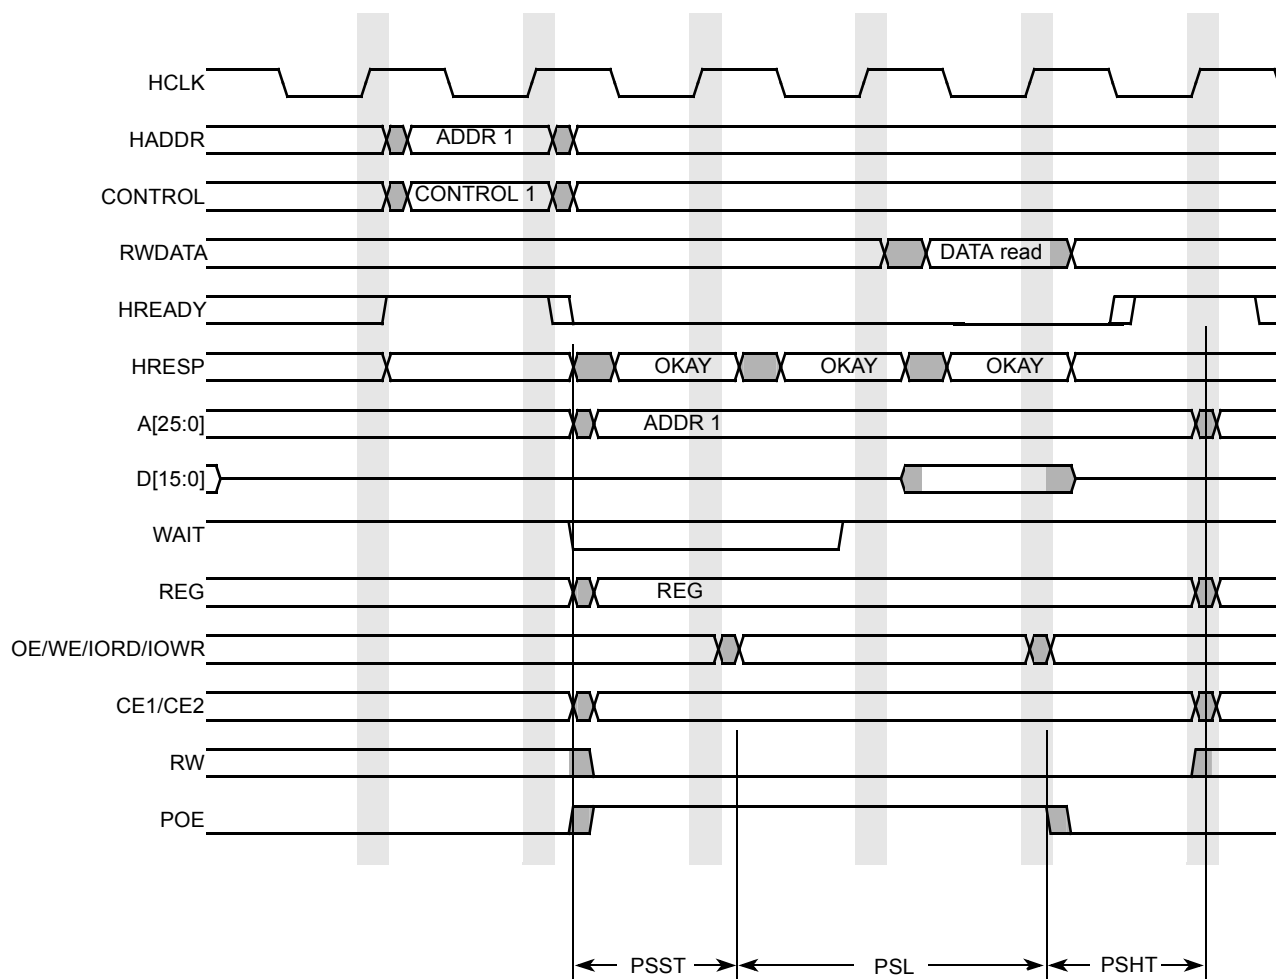 HCLK
HADDR ADDR 1
CONTROL CONTROL 1
RWDATA DATA read
HREADY
HRESP OKAY OKAY OKAY
A[25:0] ADDR 1
D[15:0]
WAIT
REG REG
OE/WE/IORD/IOWR
CE1/CE2
RW
POE
PSST PSL PSHT